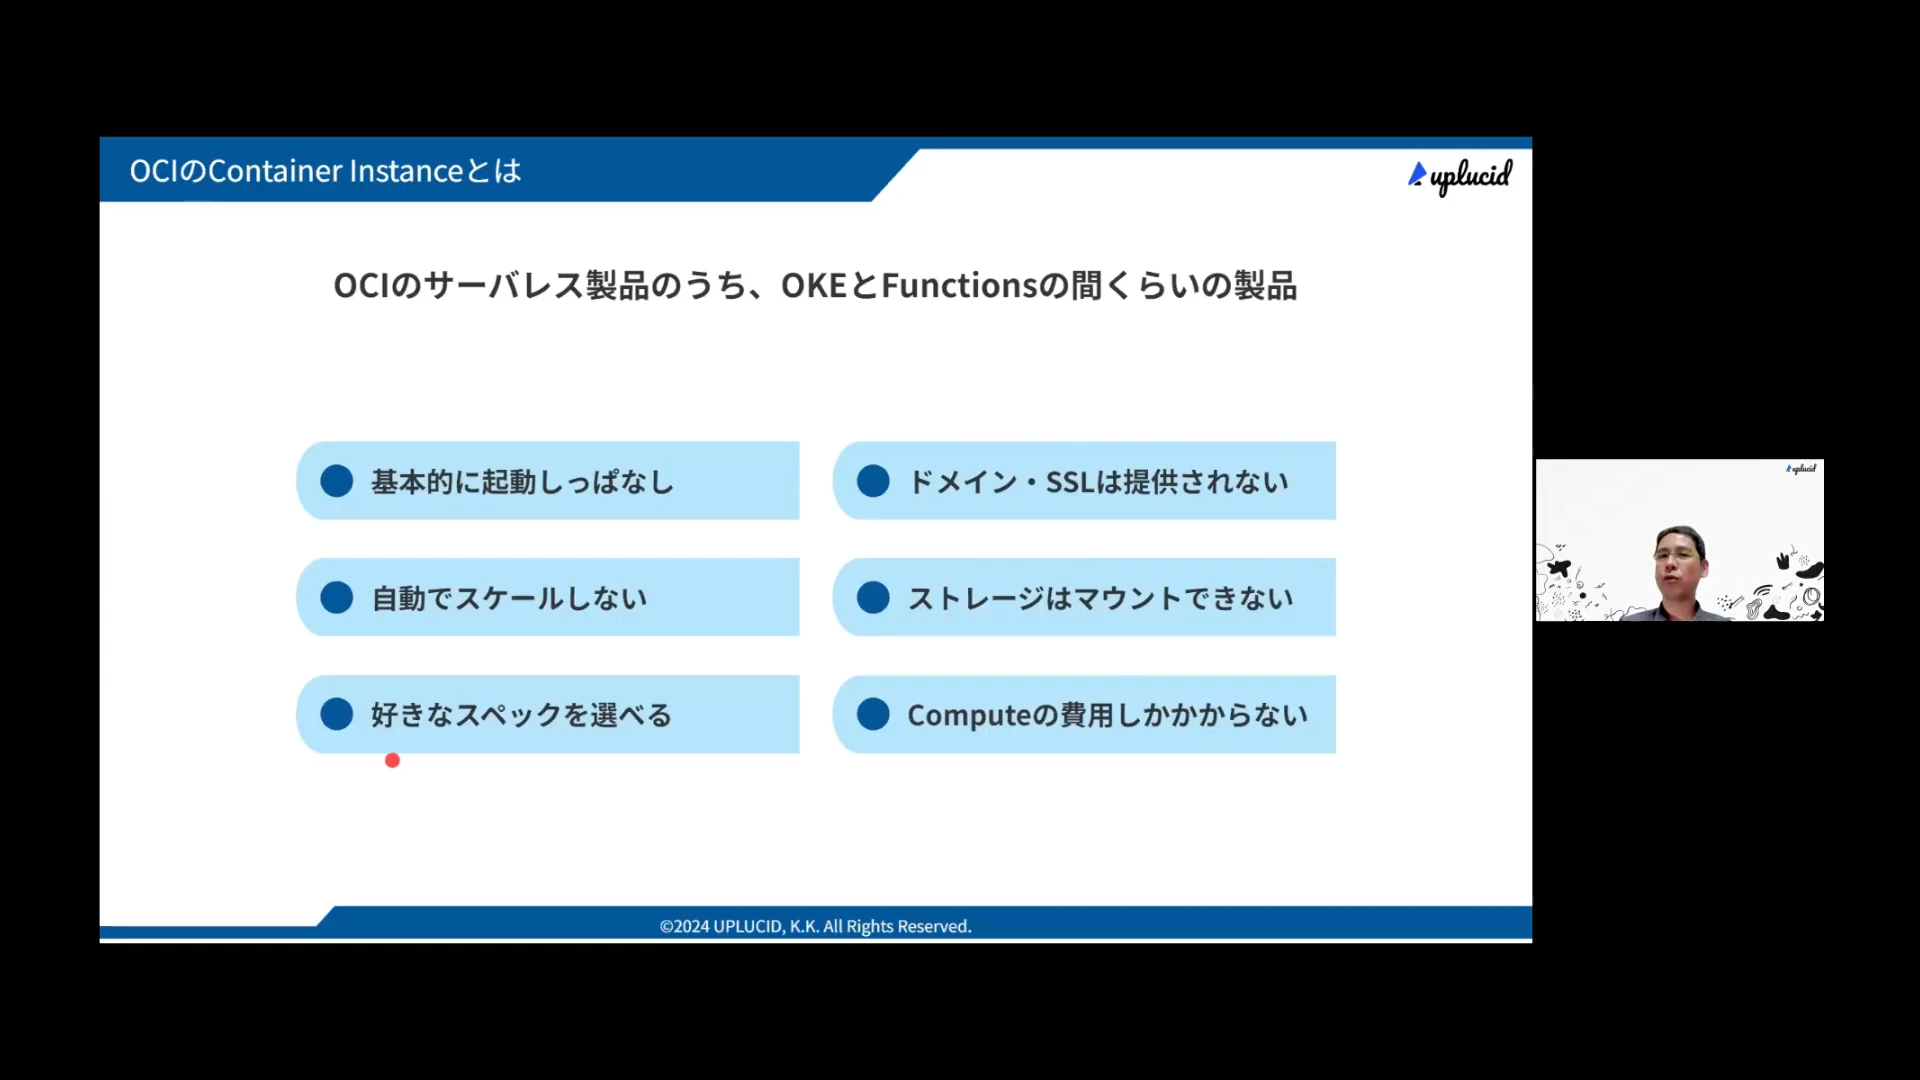 OCIのContainer Instanceとは
uplucid
OCIのサーバレス製品のうち、OKEとFunctionsの間くらいの製品
基本的に起動しっぱなし
ドメイン・SSLは提供されない
自動でスケールしない
ストレージはマウントできない
好きなスペックを選べる
Computeの費用しかかからない
©2024 UPLUCID, K.K. All Rights Reserved.
uplucid